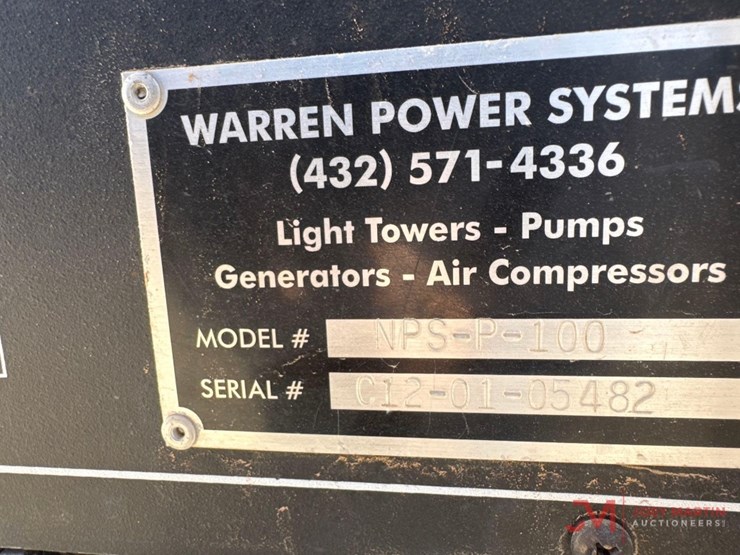 WARREN POWER SYSTEMS
(432) 571-4336
Light Towers - Pumps
Generators - Air Compressors
MODEL # NPS-P-100
SERIAL # C12-01-05482
AUCTIONEERS